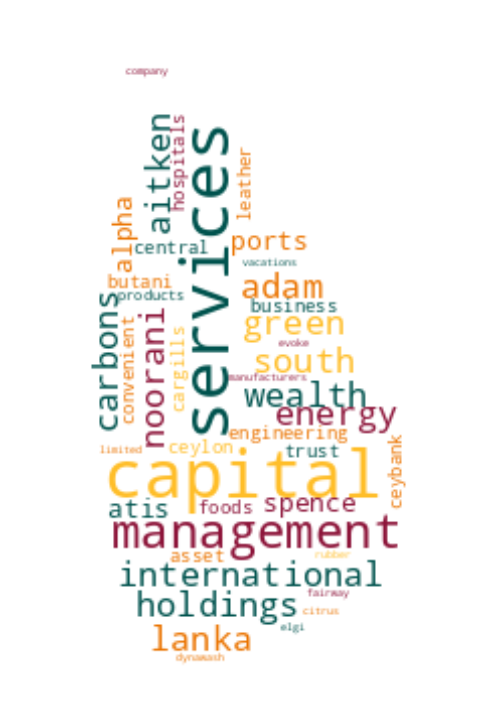 company
aitken
hospitals
services
leather
alpha
central
ports
vacations
butani
adam
products
business
carbons
convenient
noorani
cargills
green
evoke
south
manufacturers
wealth
energy
engineering
limited
ceylon
trust
capital
ceybank
atis
foods
spence
management
asset
rubber
international
holdings
fairway
citrus
elgi
lanka
dynawash